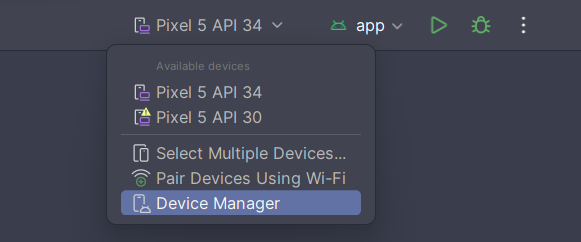 Pixel 5 API 34
app
Available devices
Pixel 5 API 34
Pixel 5 API 30
Select Multiple Devices...
Pair Devices Using Wi-Fi
Device Manager